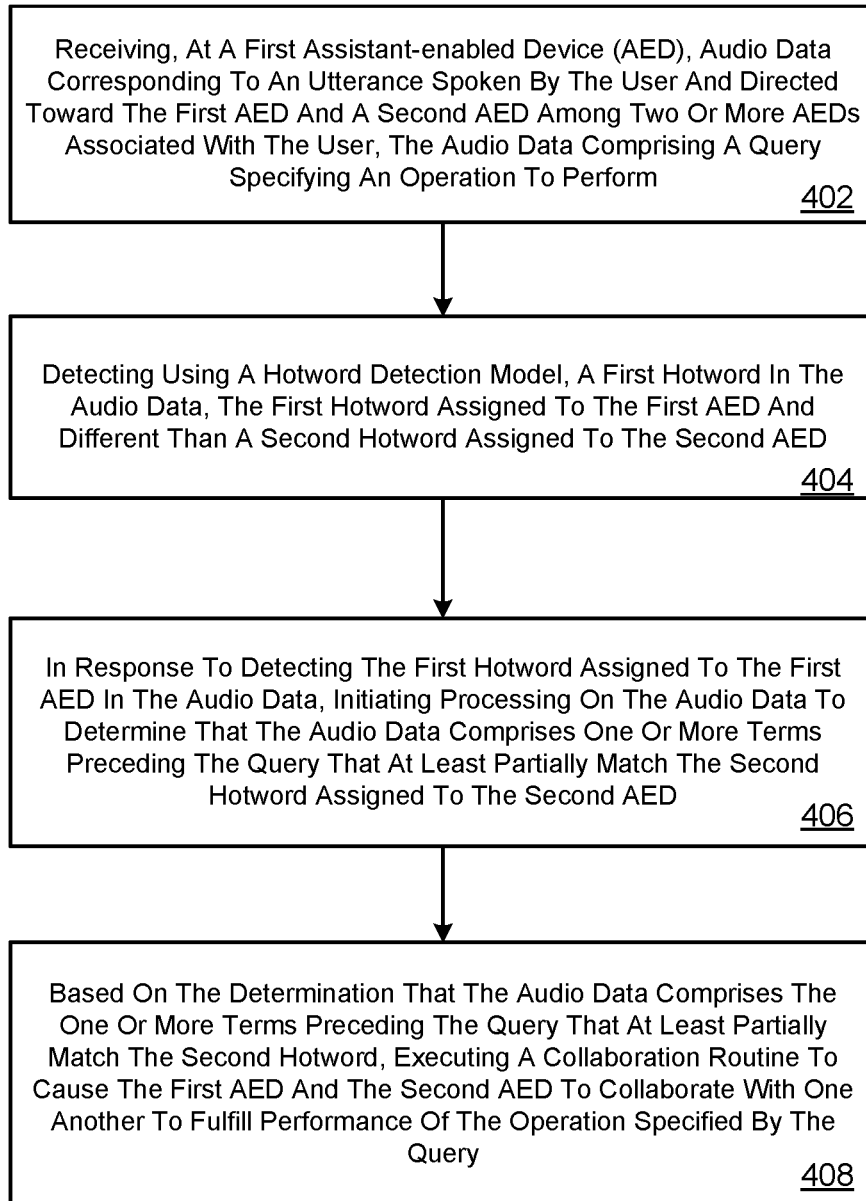 Receiving, At A First Assistant-enabled Device (AED), Audio Data
Corresponding To An Utterance Spoken By The User And Directed
Toward The First AED And A Second AED Among Two Or More AEDs
Associated With The User, The Audio Data Comprising A Query
Specifying An Operation To Perform
402
Detecting Using A Hotword Detection Model, A First Hotword In The
Audio Data, The First Hotword Assigned To The First AED And
Different Than A Second Hotword Assigned To The Second AED
404
In Response To Detecting The First Hotword Assigned To The First
AED In The Audio Data, Initiating Processing On The Audio Data To
Determine That The Audio Data Comprises One Or More Terms
Preceding The Query That At Least Partially Match The Second
Hotword Assigned To The Second AED
406
Based On The Determination That The Audio Data Comprises The
One Or More Terms Preceding The Query That At Least Partially
Match The Second Hotword, Executing A Collaboration Routine To
Cause The First AED And The Second AED To Collaborate With One
Another To Fulfill Performance Of The Operation Specified By The
Query
408